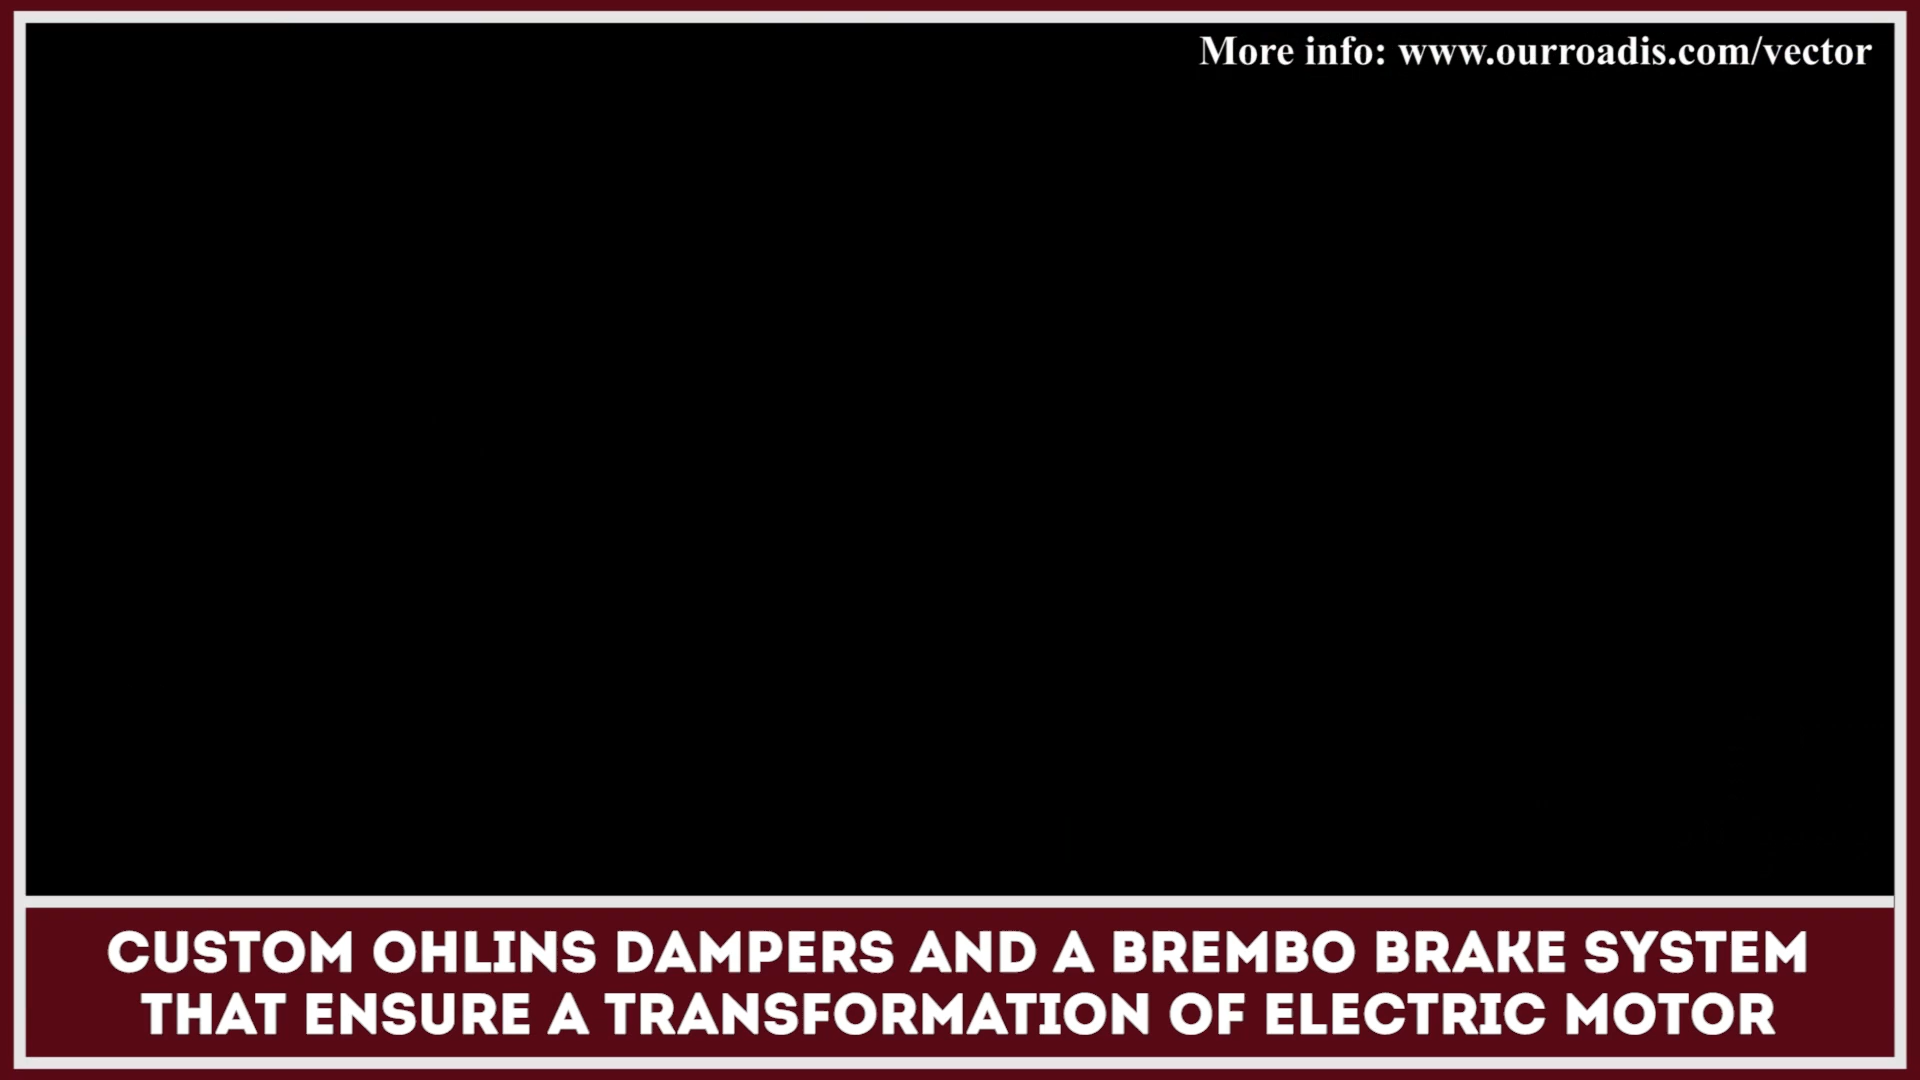 More info: www.ourroadis.com/vector
CUSTOM OHLINS DAMPERS AND A BREMBO BRAKE SYSTEM
THAT ENSURE A TRANSFORMATION OF ELECTRIC MOTOR